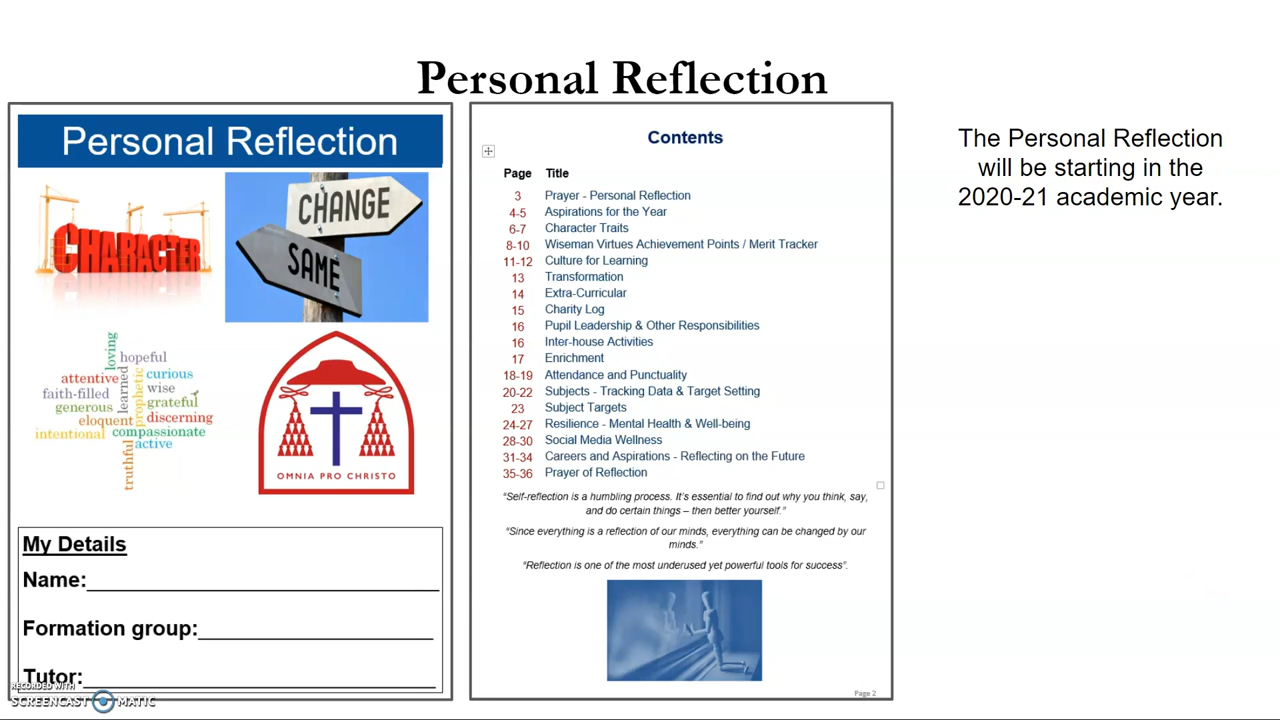 Personal Reflection
Personal Reflection
CHARACTER
CHANGE
SAME
loving
hopeful
attentive
learned
prophetic
curious
faith-filled
wise
generous
grateful
eloquent
discerning
intentional
compassionate
truthful
active
OMNIA PRO CHRISTO
My Details
Name:
Formation group:
Tutor:
RECORDED WITH
SCREENCAST MATIC
Contents
Page Title
3 Prayer - Personal Reflection
4-5 Aspirations for the Year
6-7 Character Traits
8-10 Wiseman Virtues Achievement Points / Merit Tracker
11-12 Culture for Learning
13 Transformation
14 Extra-Curricular
15 Charity Log
16 Pupil Leadership & Other Responsibilities
16 Inter-house Activities
17 Enrichment
18-19 Attendance and Punctuality
20-22 Subjects - Tracking Data & Target Setting
23 Subject Targets
24-27 Resilience - Mental Health & Well-being
28-30 Social Media Wellness
31-34 Careers and Aspirations - Reflecting on the Future
35-36 Prayer of Reflection
“Self-reflection is a humbling process. It’s essential to find out why you think, say,
and do certain things – then better yourself.”
“Since everything is a reflection of our minds, everything can be changed by our
minds.”
“Reflection is one of the most underused yet powerful tools for success”.
Page 2
The Personal Reflection
will be starting in the
2020-21 academic year.